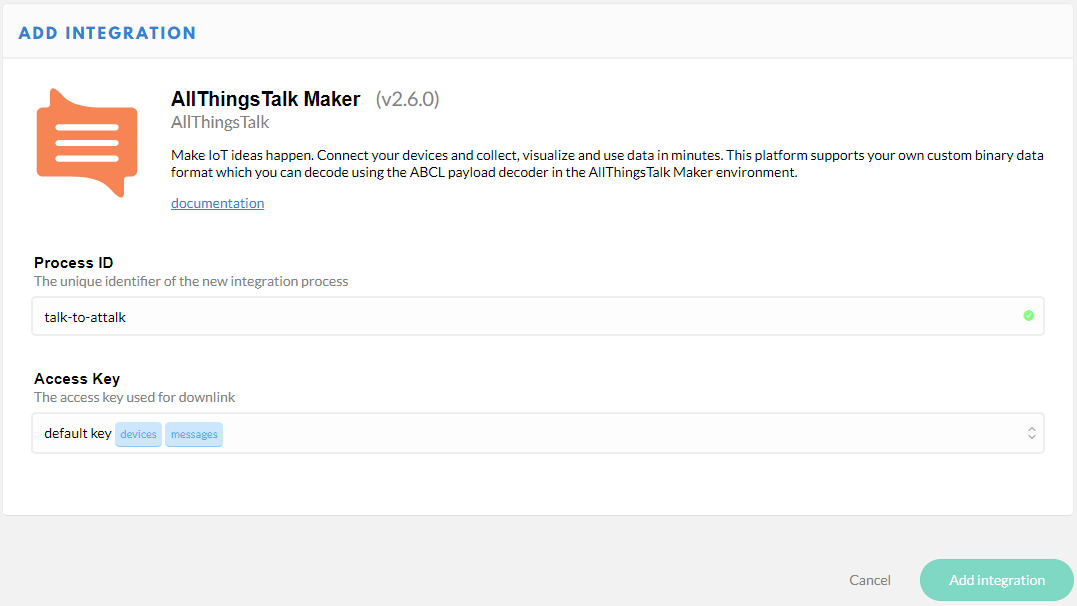 ADD INTEGRATION
AllThingsTalk Maker (v2.6.0)
AllThingsTalk
Make IoT ideas happen. Connect your devices and collect, visualize and use data in minutes. This platform supports your own custom binary data
format which you can decode using the ABCL payload decoder in the AllThingsTalk Maker environment.
documentation
Process ID
The unique identifier of the new integration process
talk-to-attalk
Access Key
The access key used for downlink
default key devices messages
Cancel Add integration